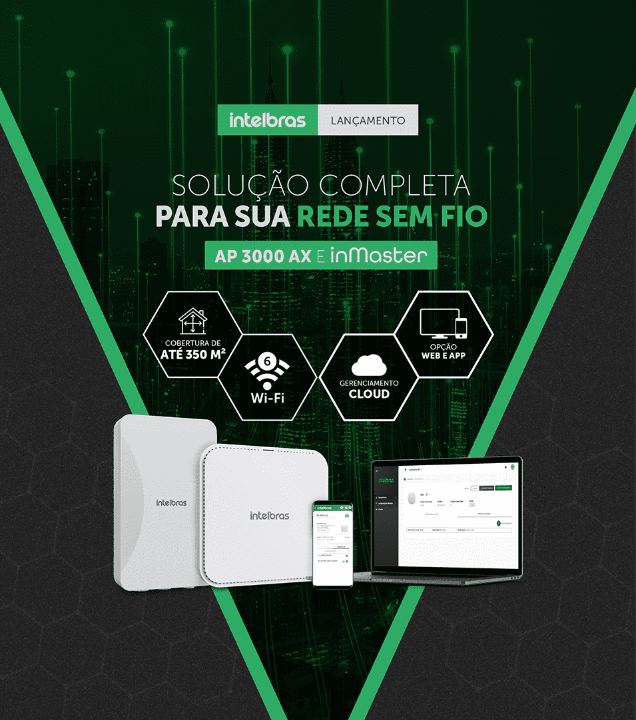 intelbras LANÇAMENTO
SOLUÇÃO COMPLETA
PARA SUA REDE SEM FIO
AP 3000 AX E inMaster
COBERTURA DE
ATÉ 350 M²
6
Wi-Fi
GERENCIAMENTO
CLOUD
OPÇÃO
WEB E APP
intelbras
intelbras